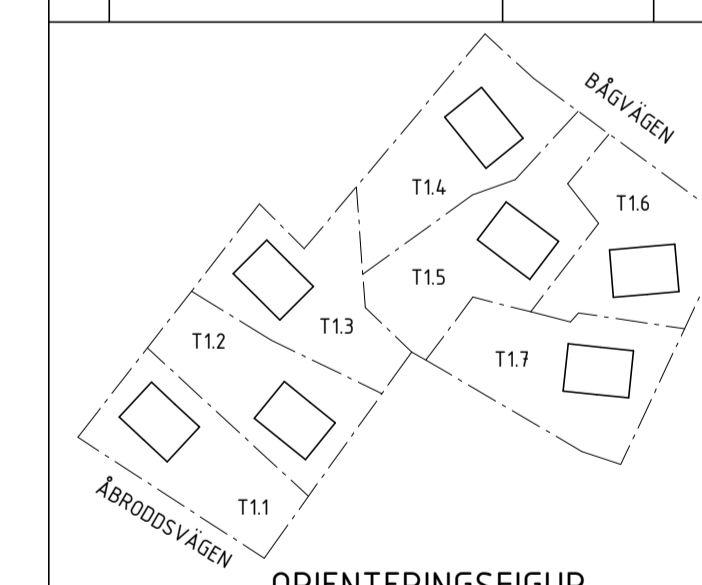 BÅGVÄGEN
T1.4
T1.6
T1.5
T1.3
T1.2
T1.7
T1.1
ÅBRODDSVÄGEN
ORIENTERINGSFIGUR